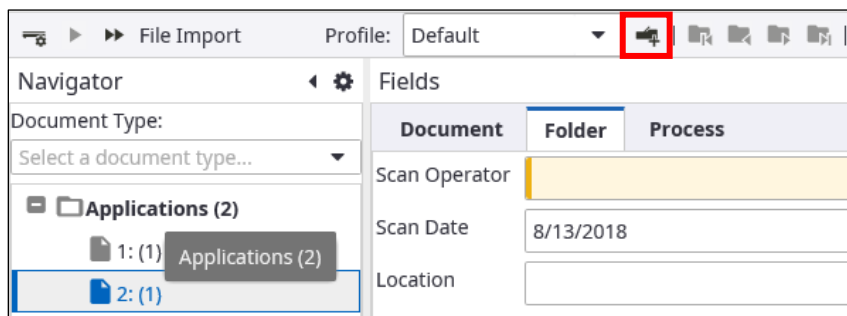 File Import Profile: Default
Navigator
Document Type:
Select a document type...
Applications (2)
1: (1)
Applications (2)
2: (1)
Fields
Document Folder Process
Scan Operator
Scan Date 8/13/2018
Location